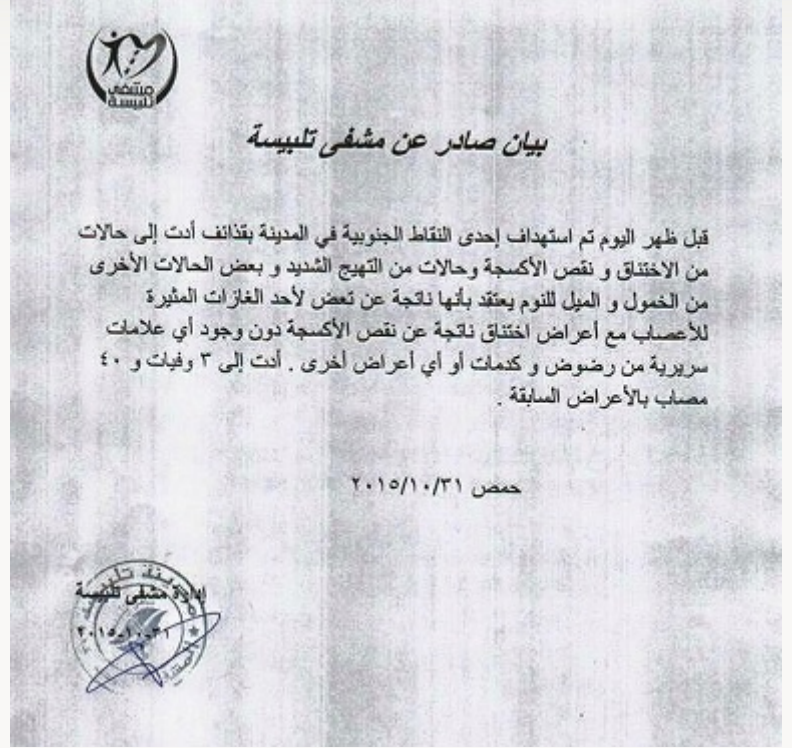 مشفى
تلبيسة
بيان صادر عن مشفى تلبيسة
قبل ظهر اليوم تم استهداف إحدى النقاط الجنوبية في المدينة بقذائف أدت إلى حالات
من الاختناق و نقص الأكسجة وحالات من التهيج الشديد و بعض الحالات الأخرى
من الخمول و الميل للنوم يعتقد بأنها ناتجة عن تعض لأحد الغازات المثيرة
للأعصاب مع أعراض اختناق ناتجة عن نقص الأكسجة دون وجود أي علامات
سريرية من رضوض و كدمات أو أي أعراض أخرى . أدت إلى ٣ وفيات و ٤٠
مصاب بالأعراض السابقة .
حمص ٢٠١٥/١٠/٣١
إدارة مشفى تلبيسة
٢٠١٥-١٠-٣١